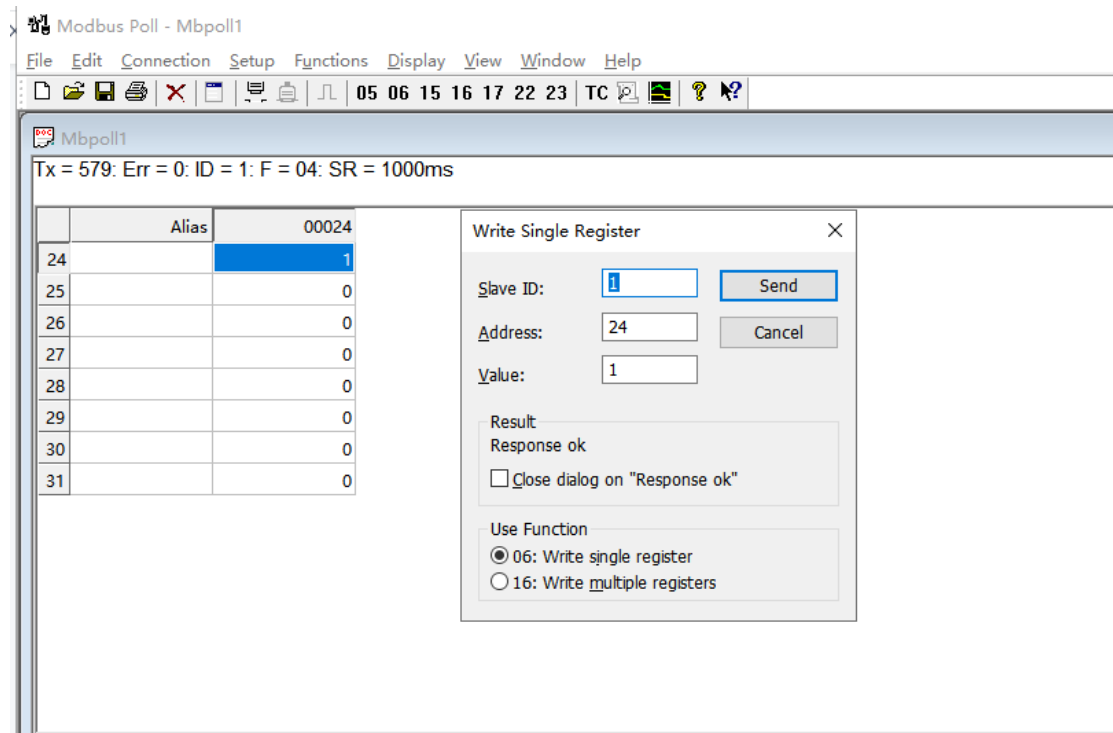 Modbus Poll - Mbpoll1
File Edit Connection Setup Functions Display View Window Help
05 06 15 16 17 22 23 TC
Mbpoll1
Tx = 579: Err = 0: ID = 1: F = 04: SR = 1000ms
Alias 00024
24 1
25 0
26 0
27 0
28 0
29 0
30 0
31 0
Write Single Register
Slave ID: 1 Send
Address: 24 Cancel
Value: 1
Result
Response ok
Close dialog on "Response ok"
Use Function
06: Write single register
16: Write multiple registers